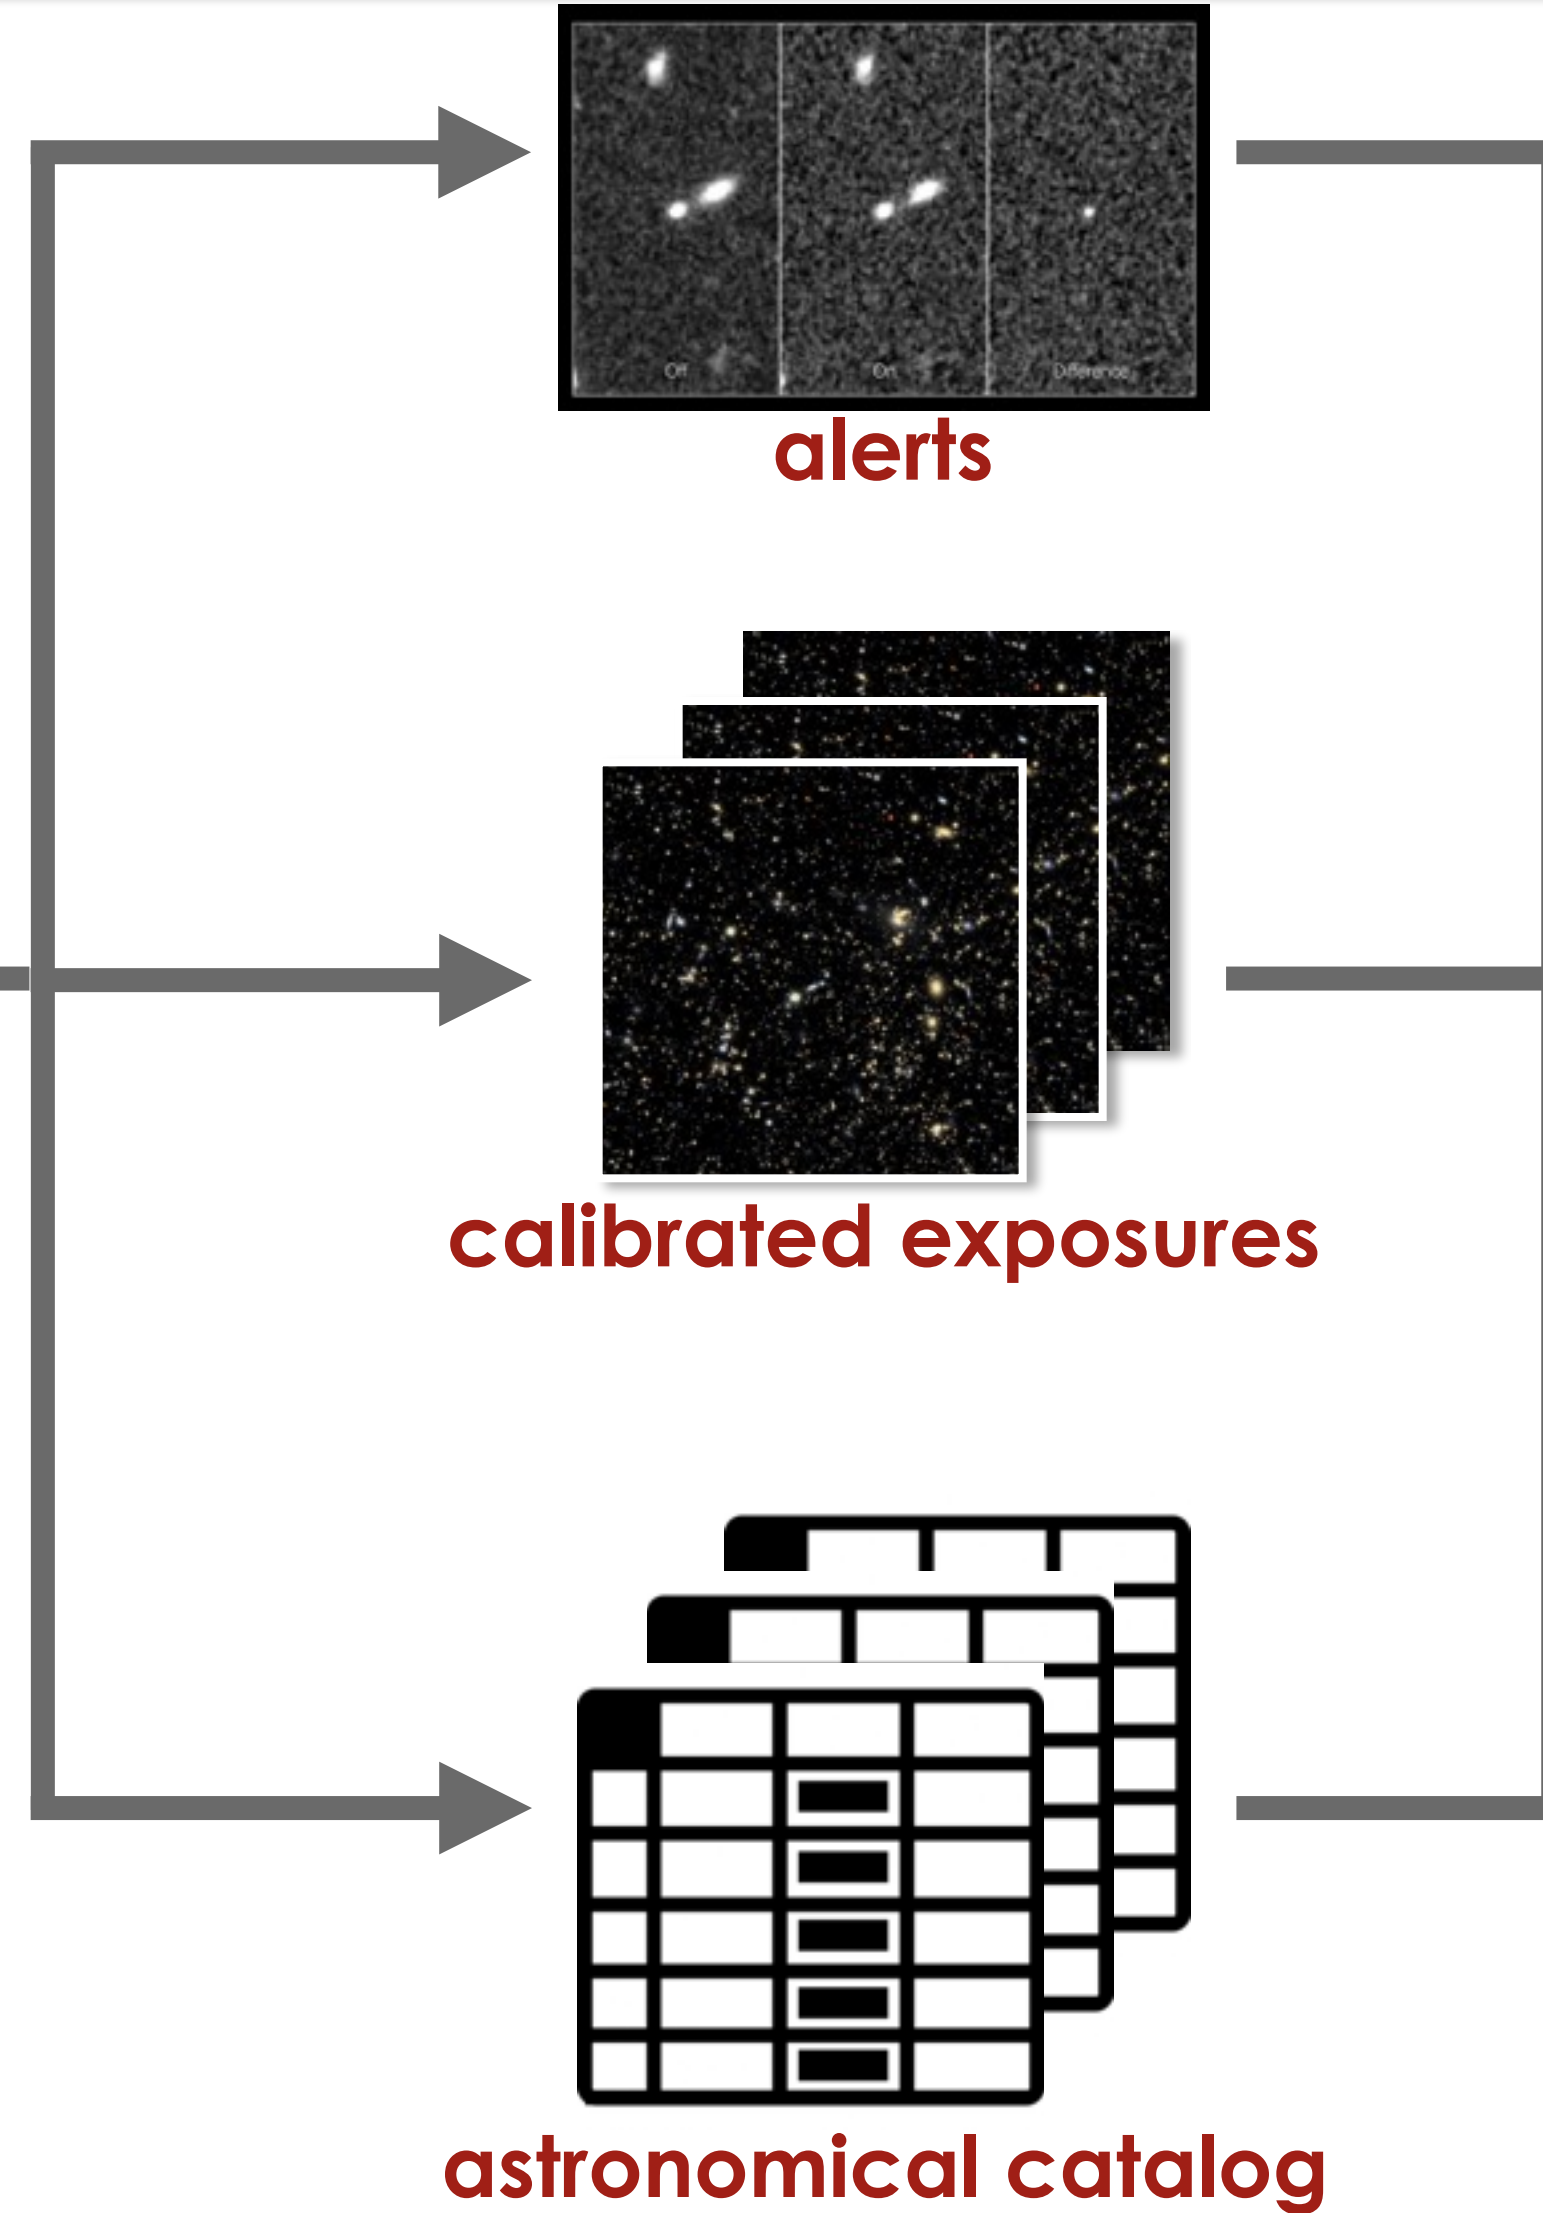 Off
On
Difference
alerts
calibrated exposures
astronomical catalog